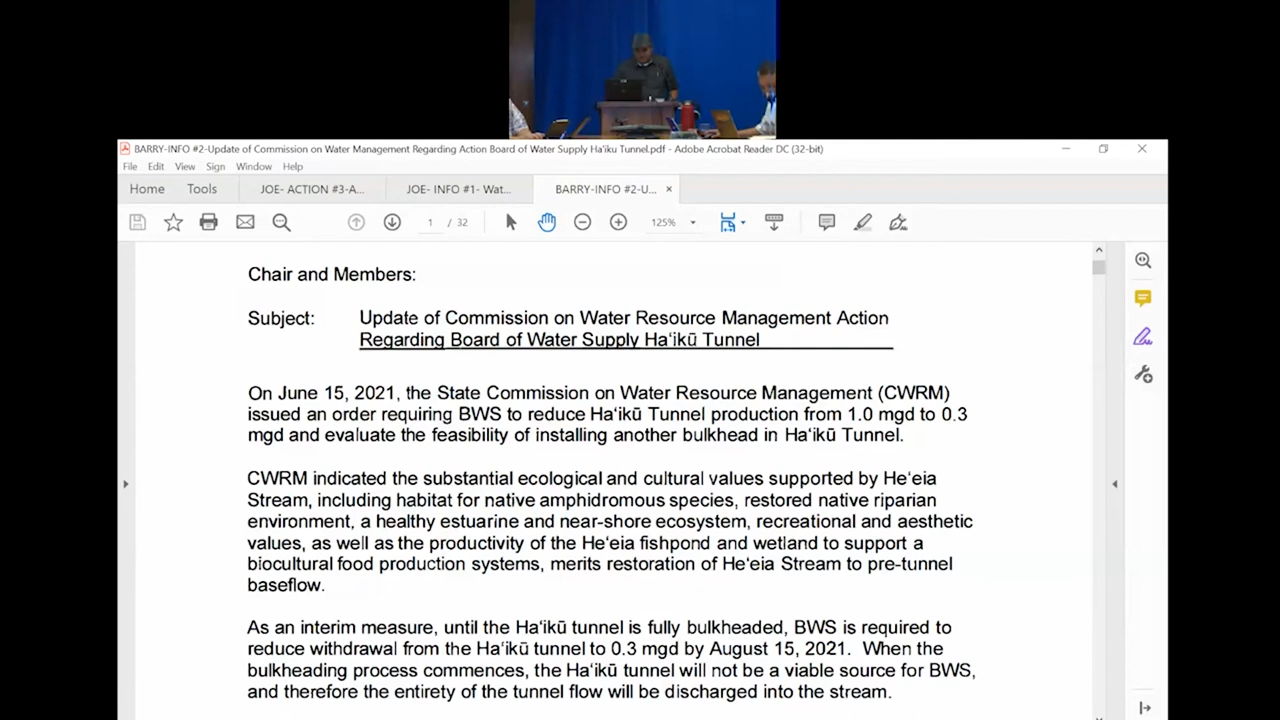 BARRY-INFO #2-Update of Commission on Water Management Regarding Action Board of Water Supply Haʻiku Tunnel.pdf - Adobe Acrobat Reader DC (32-bit)
File Edit View Sign Window Help
Home Tools JOE- ACTION #3-A... JOE- INFO #1- Wat... BARRY-INFO #2-U... ×
1 / 32 125%
Chair and Members:
Subject: Update of Commission on Water Resource Management Action
Regarding Board of Water Supply Haʻikū Tunnel
On June 15, 2021, the State Commission on Water Resource Management (CWRM)
issued an order requiring BWS to reduce Haʻikū Tunnel production from 1.0 mgd to 0.3
mgd and evaluate the feasibility of installing another bulkhead in Haʻikū Tunnel.
CWRM indicated the substantial ecological and cultural values supported by Heʻeia
Stream, including habitat for native amphidromous species, restored native riparian
environment, a healthy estuarine and near-shore ecosystem, recreational and aesthetic
values, as well as the productivity of the Heʻeia fishpond and wetland to support a
biocultural food production systems, merits restoration of Heʻeia Stream to pre-tunnel
baseflow.
As an interim measure, until the Haʻikū tunnel is fully bulkheaded, BWS is required to
reduce withdrawal from the Haʻikū tunnel to 0.3 mgd by August 15, 2021. When the
bulkheading process commences, the Haʻikū tunnel will not be a viable source for BWS,
and therefore the entirety of the tunnel flow will be discharged into the stream.